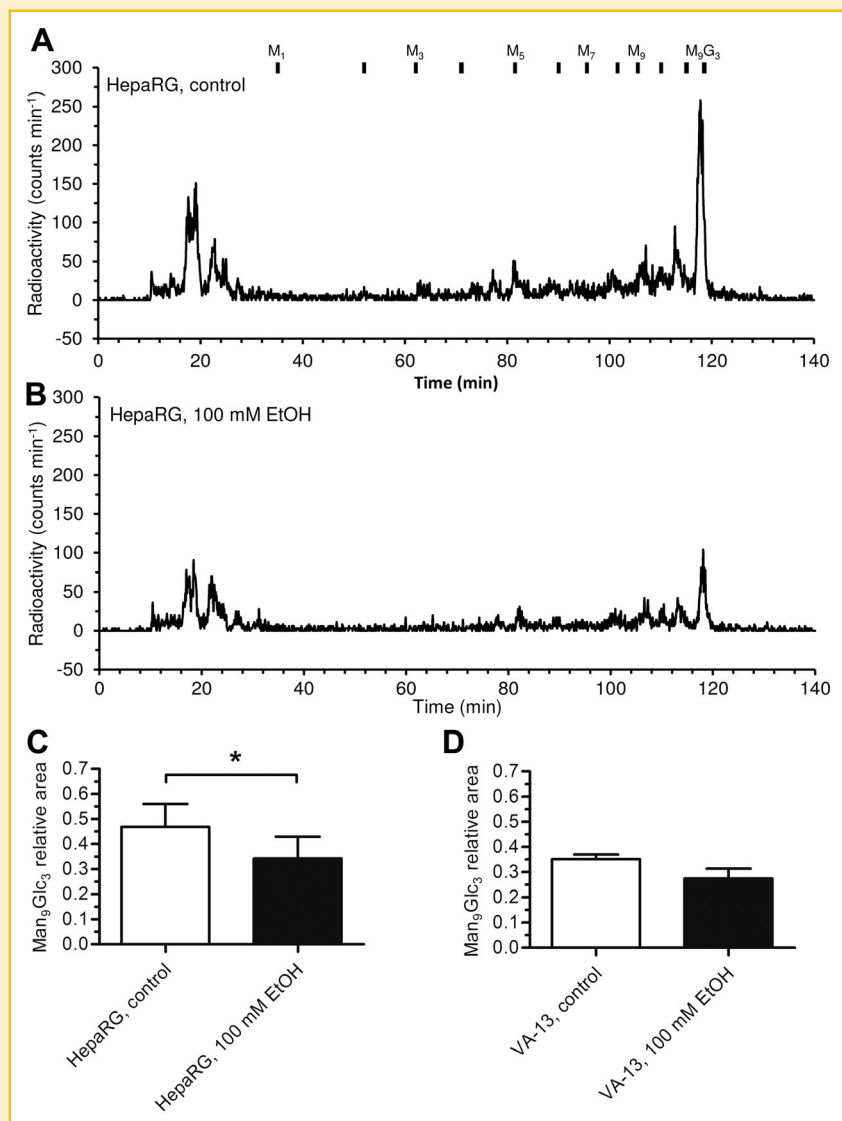 A
M1 M3 M5 M7 M9 M9G3
HepaRG, control
Radioactivity (counts min-1)
300
250
200
150
100
50
0
-50
0 20 40 60 80 100 120 140
Time (min)
B
HepaRG, 100 mM EtOH
Radioactivity (counts min-1)
300
250
200
150
100
50
0
-50
0 20 40 60 80 100 120 140
Time (min)
C
Man9Glc3 relative area
0.7
0.6
0.5
0.4
0.3
0.2
0.1
0.0
*
HepaRG, control
HepaRG, 100 mM EtOH
D
Man9Glc3 relative area
0.7
0.6
0.5
0.4
0.3
0.2
0.1
0.0
VA-13, control
VA-13, 100 mM EtOH